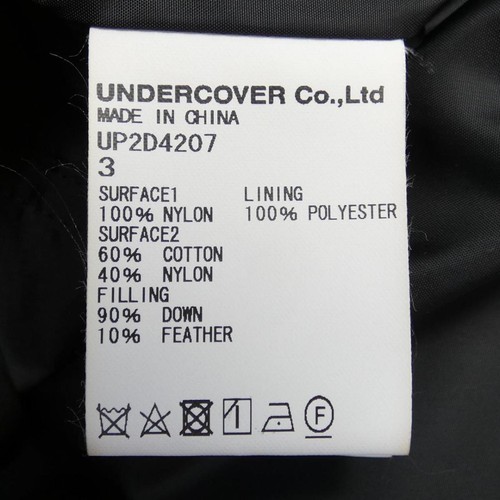 UNDERCOVER Co.,Ltd
MADE IN CHINA
UP2D4207
3
SURFACE1 LINING
100% NYLON 100% POLYESTER
SURFACE2
60% COTTON
40% NYLON
FILLING
90% DOWN
10% FEATHER
F